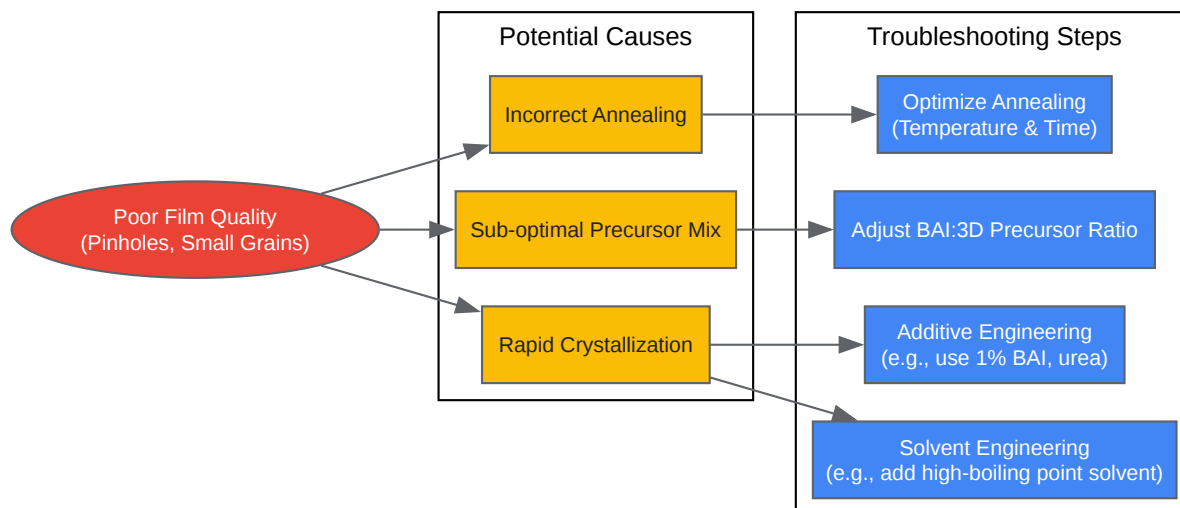 Potential Causes
Troubleshooting Steps
Poor Film Quality
(Pinholes, Small Grains)
Incorrect Annealing
Sub-optimal Precursor Mix
Rapid Crystallization
Optimize Annealing
(Temperature & Time)
Adjust BAI:3D Precursor Ratio
Additive Engineering
(e.g., use 1% BAI, urea)
Solvent Engineering
(e.g., add high-boiling point solvent)